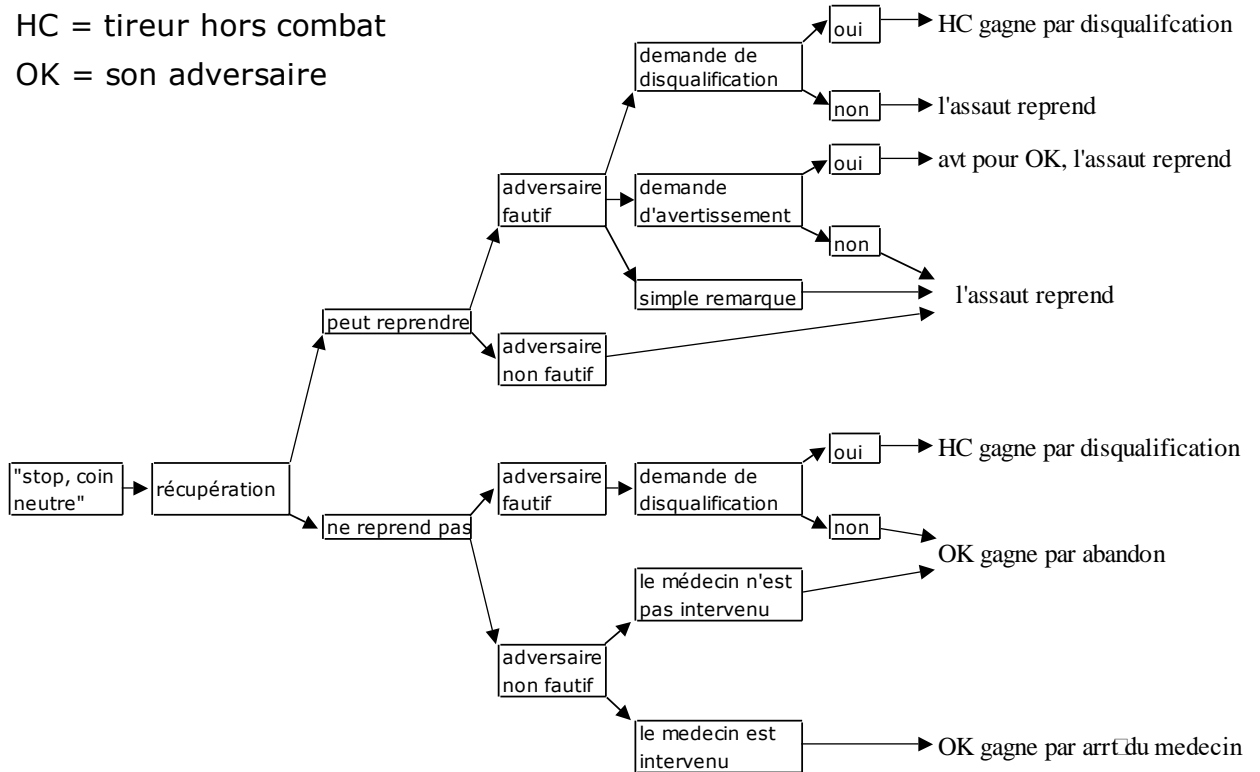 HC = tireur hors combat
OK = son adversaire
oui
HC gagne par disqualifcation
demande de
disqualification
non
l'assaut reprend
oui
avt pour OK, l'assaut reprend
adversaire
fautif
demande
d'avertissement
non
simple remarque
l'assaut reprend
peut reprendre
adversaire
non fautif
"stop, coin
neutre"
récupération
oui
HC gagne par disqualification
adversaire
fautif
demande de
disqualification
ne reprend pas
non
OK gagne par abandon
le médecin n'est
pas intervenu
adversaire
non fautif
le medecin est
intervenu
OK gagne par arrt□du medecin